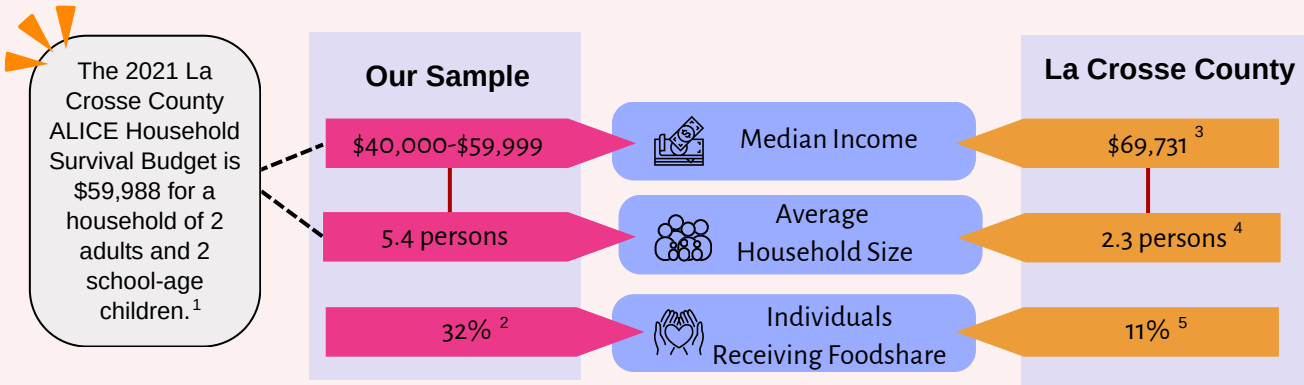 The 2021 La
Crosse County
ALICE Household
Survival Budget is
$59,988 for a
household of 2
adults and 2
school-age
children. 1
Our Sample
La Crosse County
$40,000-$59,999
Median Income
$69,731 3
5.4 persons
Average
Household Size
2.3 persons 4
32% 2
Individuals
Receiving Foodshare
11% 5